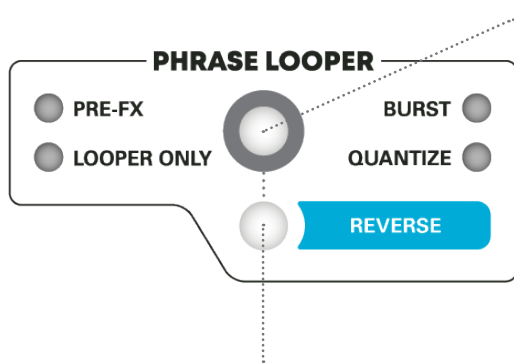 PHRASE LOOPER
PRE-FX
BURST
LOOPER ONLY
QUANTIZE
REVERSE